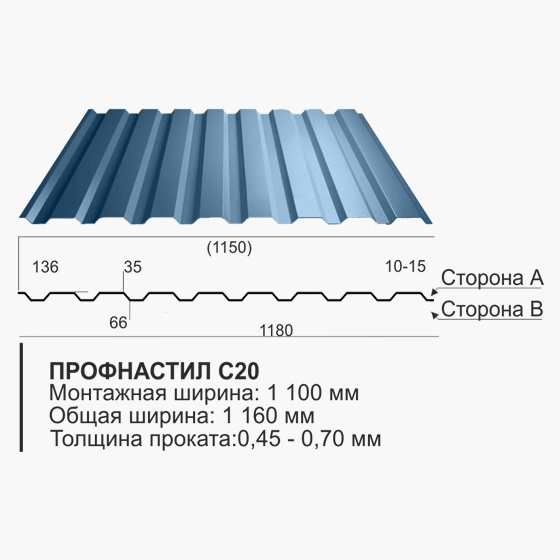 (1150)
136 35 10-15
Сторона А
Сторона В
66
1180
ПРОФНАСТИЛ С20
Монтажная ширина: 1 100 мм
Общая ширина: 1 160 мм
Толщина проката:0,45 - 0,70 мм